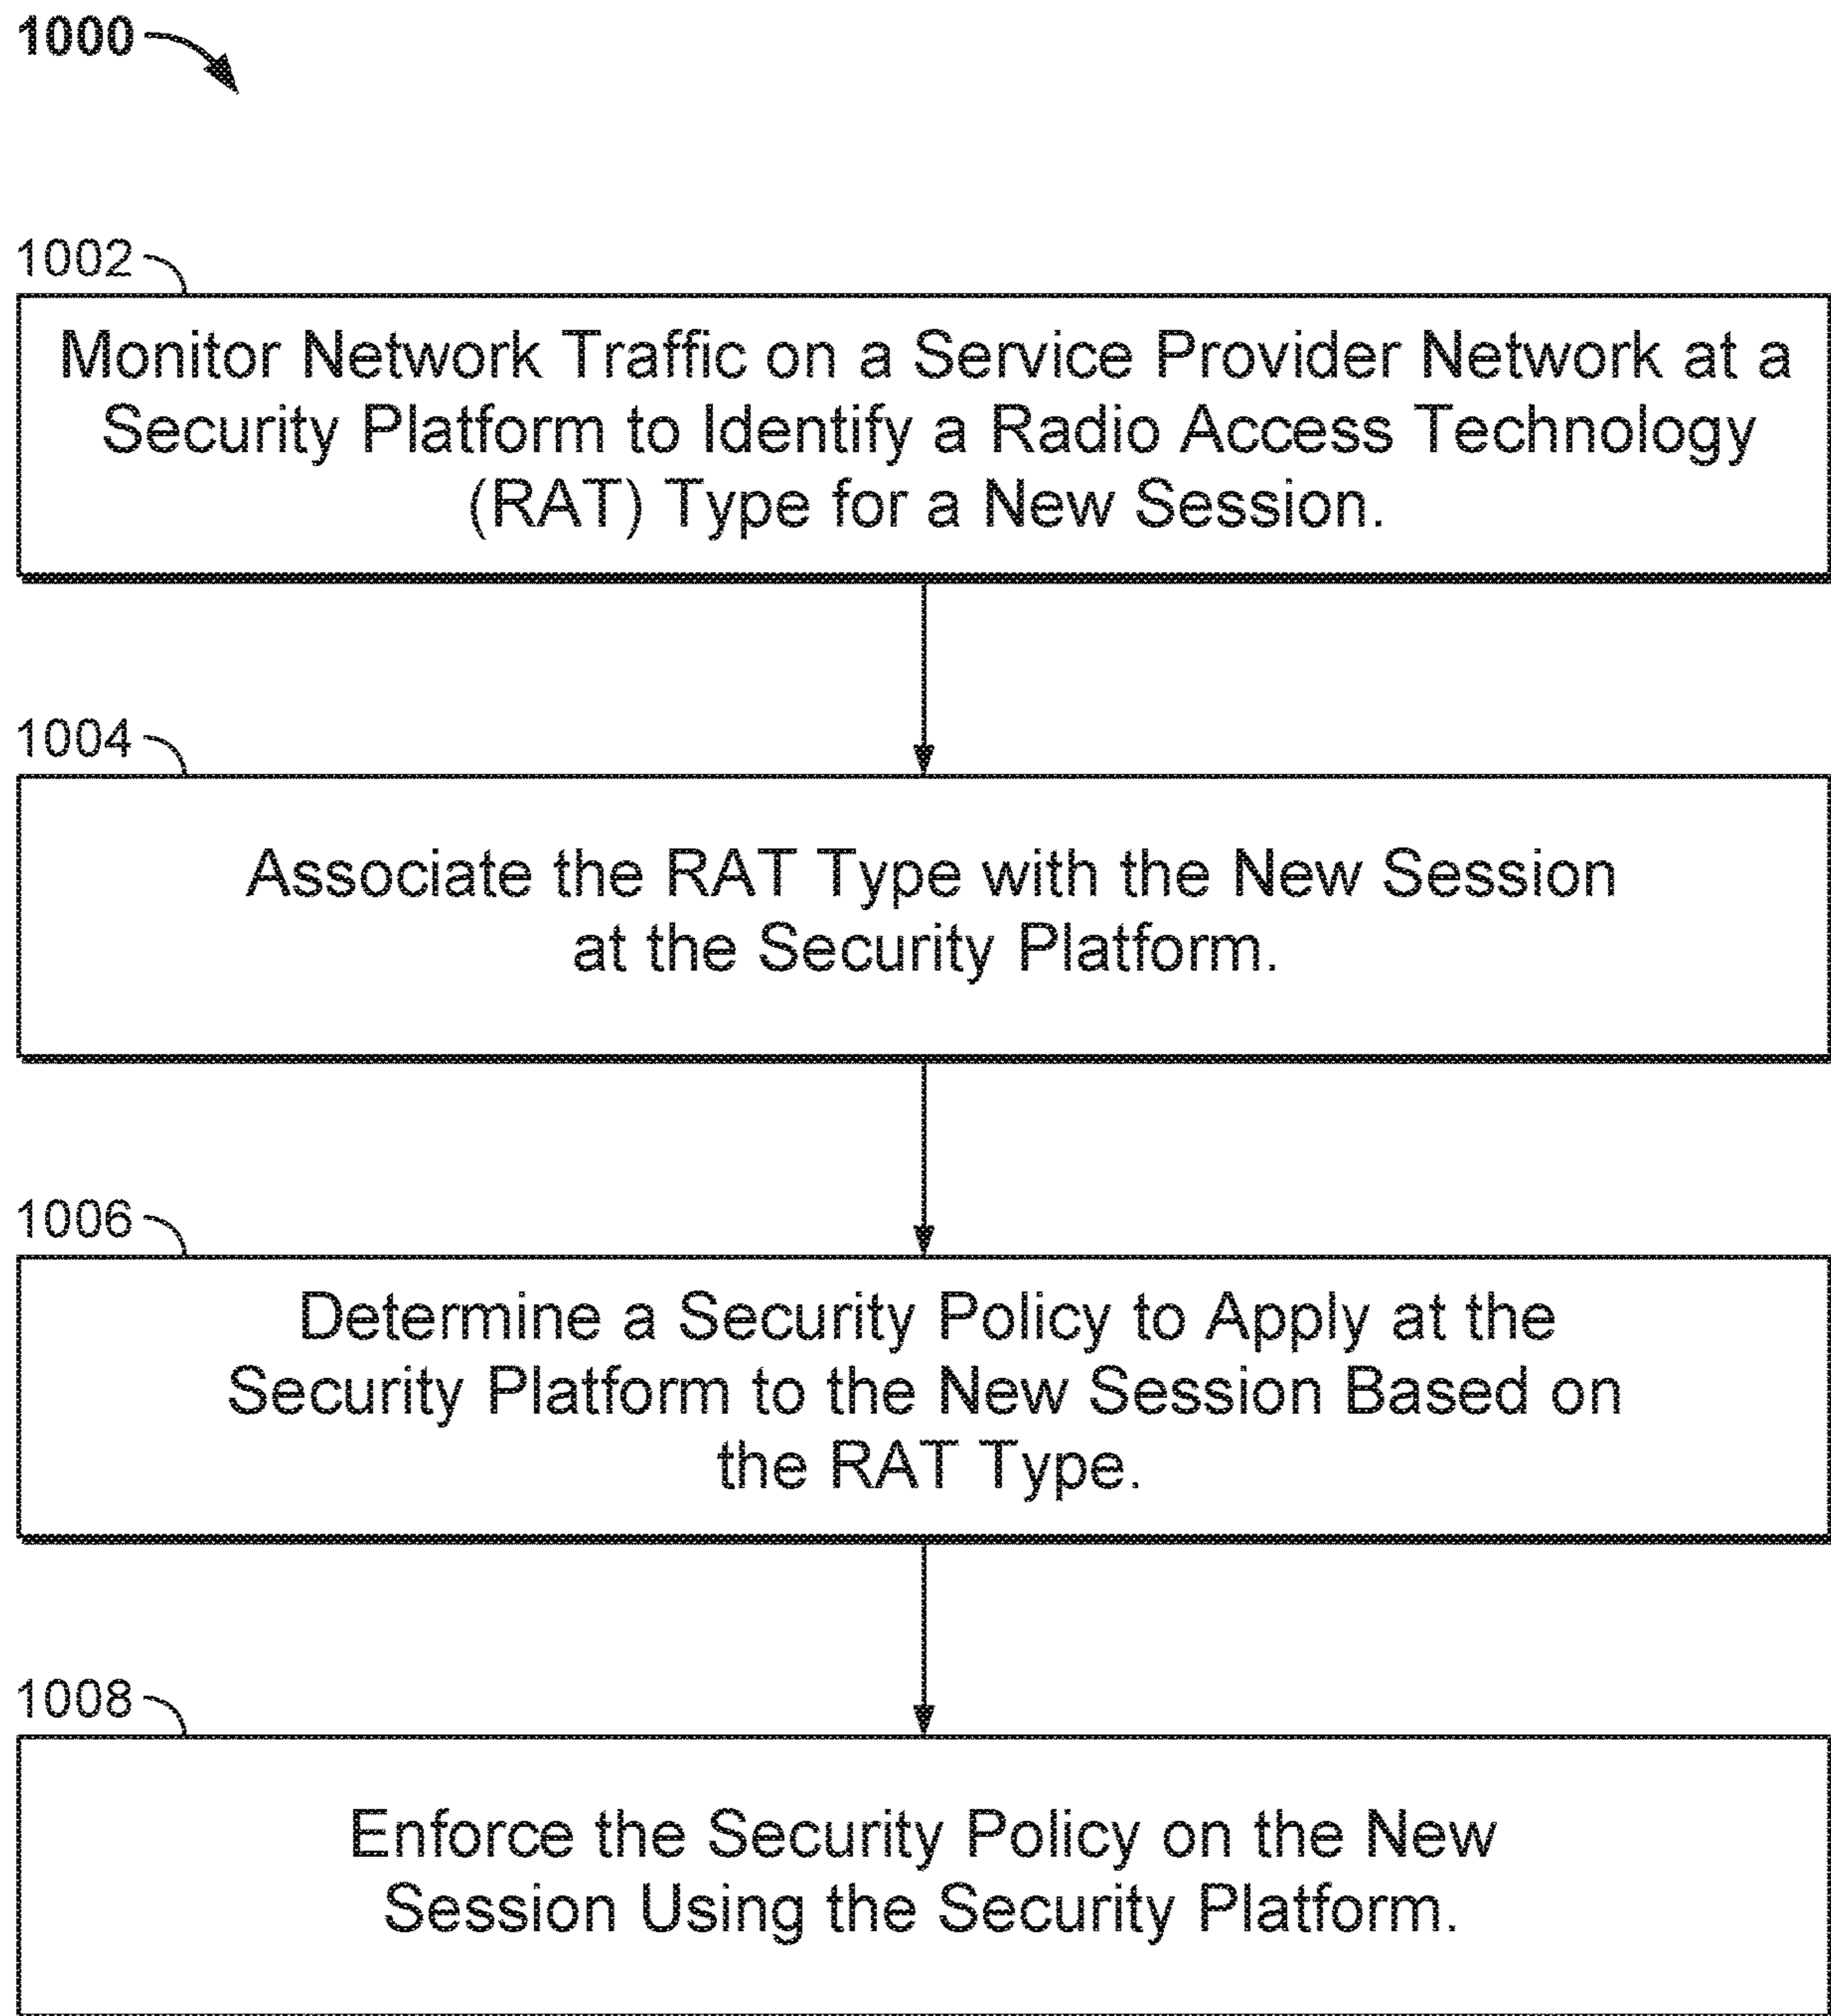 1000
1002
Monitor Network Traffic on a Service Provider Network at a
Security Platform to Identify a Radio Access Technology
(RAT) Type for a New Session.
1004
Associate the RAT Type with the New Session
at the Security Platform.
1006
Determine a Security Policy to Apply at the
Security Platform to the New Session Based on
the RAT Type.
1008
Enforce the Security Policy on the New
Session Using the Security Platform.